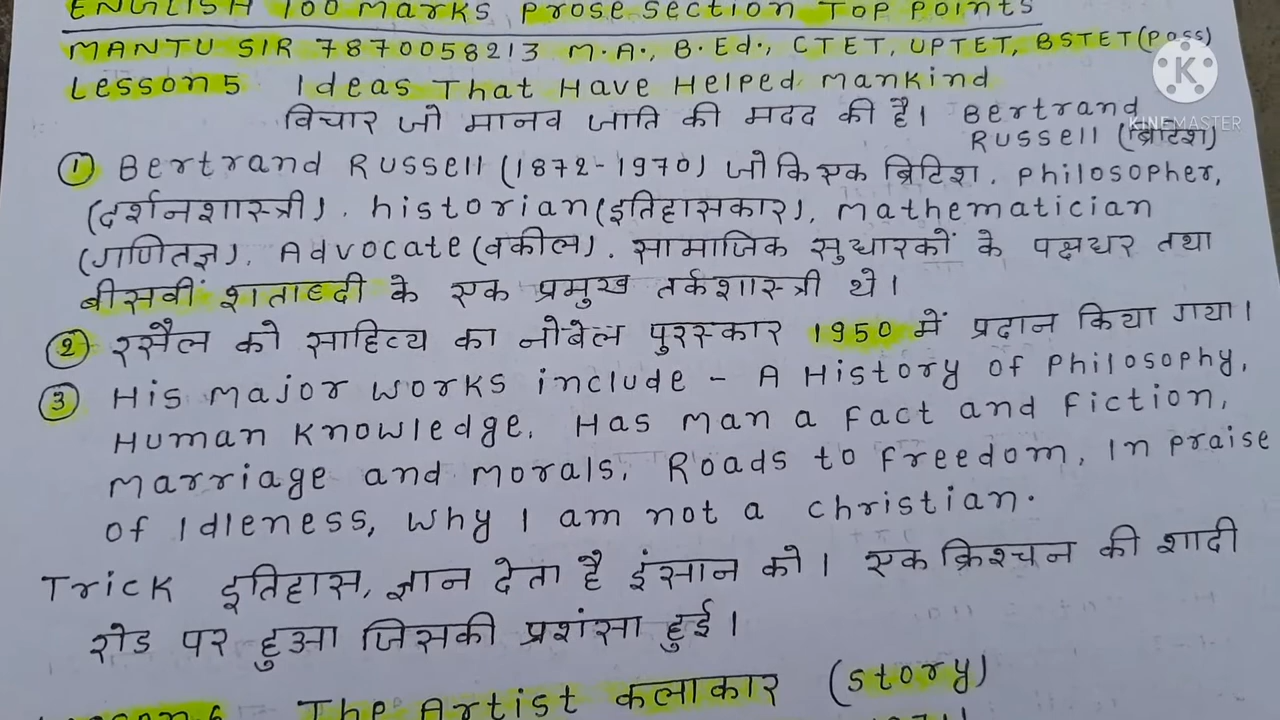 ENGLISH 100 Marks Prose Section Top Points
MANTU SIR 7870058213 M.A., B.Ed., CTET, UPTET, BSTET(Pass)
Lesson 5 Ideas That Have Helped Mankind
विचार जो मानव जाति की मदद की है। Bertrand
Russell (ब्रिटिश)
K
KINEMASTER
① Bertrand Russell (1872-1970) जो कि एक ब्रिटिश, Philosopher,
(दर्शनशास्त्री), historian (इतिहासकार), Mathematician
(गणितज्ञ), Advocate (वकील), सामाजिक सुधारकों के पक्षधर तथा
बीसवीं शताब्दी के एक प्रमुख तर्कशास्त्री थे।
② रसैल को साहित्य का नोबेल पुरस्कार 1950 में प्रदान किया गया।
③ His major works include - A History of Philosophy,
Human Knowledge, Has man a fact and fiction,
Marriage and Morals, Roads to freedom, In praise
of Idleness, Why I am not a christian.
Trick इतिहास, ज्ञान देता है इंसान को। एक क्रिश्चन की शादी
रोड पर हुआ जिसकी प्रशंसा हुई।
Lesson 6 The Artist कलाकार (story)